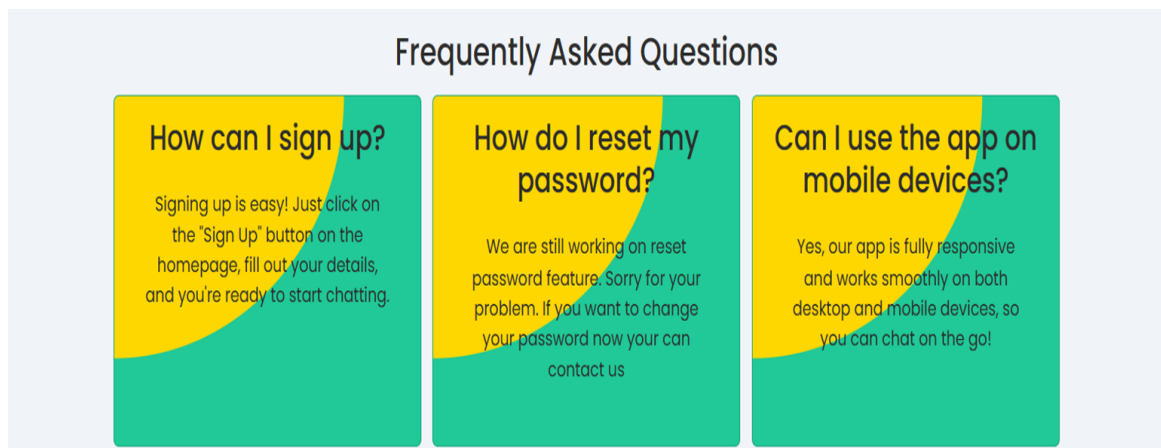 Frequently Asked Questions
How can I sign up?
Signing up is easy! Just click on
the "Sign Up" button on the
homepage, fill out your details,
and you're ready to start chatting.
How do I reset my
password?
We are still working on reset
password feature. Sorry for your
problem. If you want to change
your password now your can
contact us
Can I use the app on
mobile devices?
Yes, our app is fully responsive
and works smoothly on both
desktop and mobile devices, so
you can chat on the go!